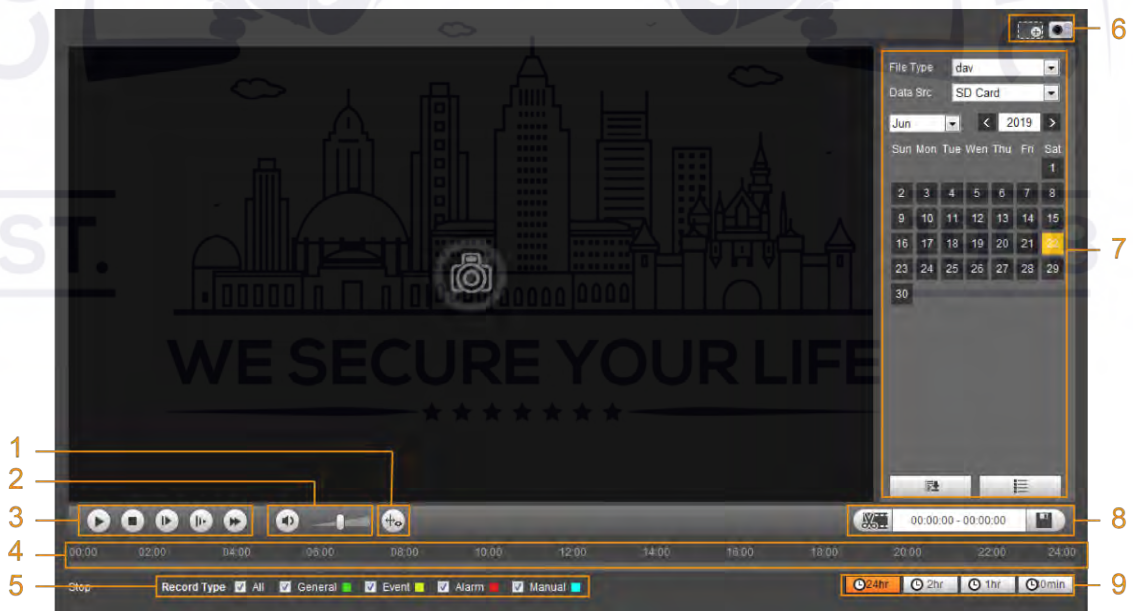 6
File Type dav
Data Src SD Card
Jun 2019
Sun Mon Tue Wen Thu Fri Sat
1
2 3 4 5 6 7 8
9 10 11 12 13 14 15
16 17 18 19 20 21
23 24 25 26 27 28 29
30
7
ST.
WE SECURE YOUR LIFE
1
2
3
00:00:00 - 00:00:00
8
4
00:00 02:00 04:00 06:00 08:00 10:00 12:00 14:00 16:00 18:00 20:00 22:00 24:00
5
Stop Record Type All General Event Alarm Manual
24hr 2hr 1hr 30min
9